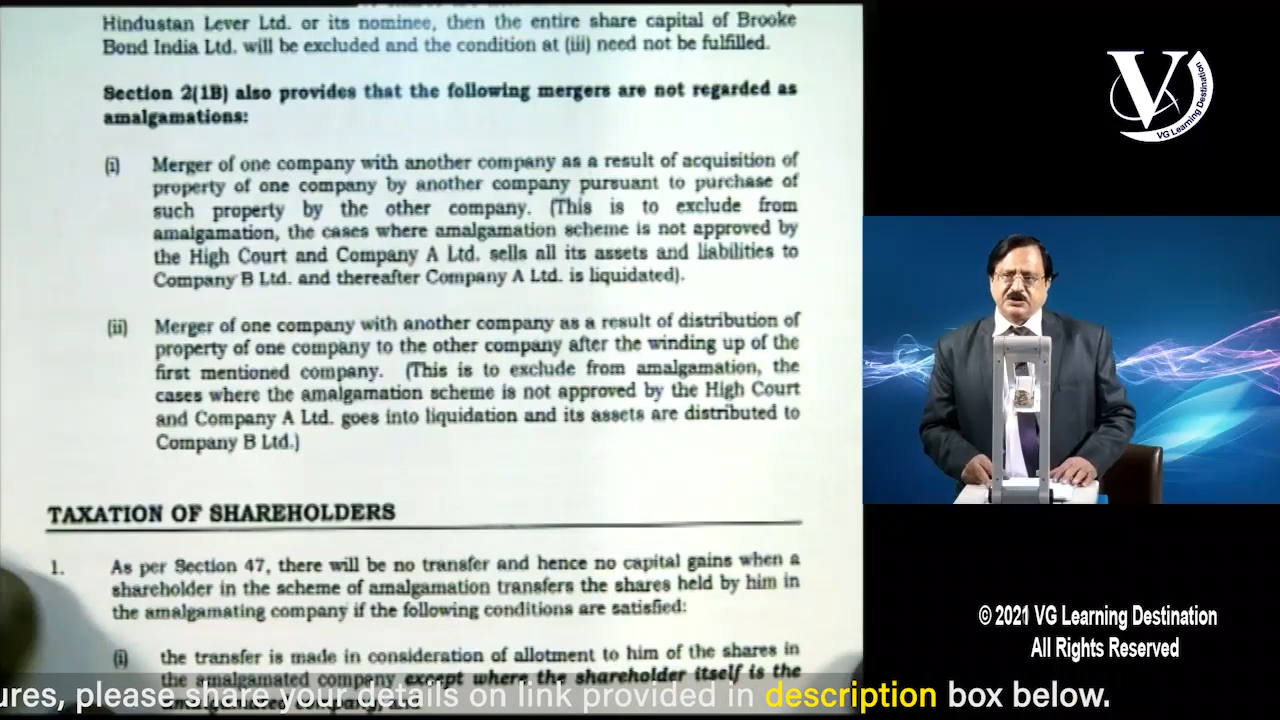 Hindustan Lever Ltd. or its nominee, then the entire share capital of Brooke
Bond India Ltd. will be excluded and the condition at (iii) need not be fulfilled.
Section 2(1B) also provides that the following mergers are not regarded as
amalgamations:
(i) Merger of one company with another company as a result of acquisition of
property of one company by another company pursuant to purchase of
such property by the other company. (This is to exclude from
amalgamation, the cases where amalgamation scheme is not approved by
the High Court and Company A Ltd. sells all its assets and liabilities to
Company B Ltd. and thereafter Company A Ltd. is liquidated).
(ii) Merger of one company with another company as a result of distribution of
property of one company to the other company after the winding up of the
first mentioned company. (This is to exclude from amalgamation, the
cases where the amalgamation scheme is not approved by the High Court
and Company A Ltd. goes into liquidation and its assets are distributed to
Company B Ltd.)
TAXATION OF SHAREHOLDERS
1. As per Section 47, there will be no transfer and hence no capital gains when a
shareholder in the scheme of amalgamation transfers the shares held by him in
the amalgamating company if the following conditions are satisfied:
(i) the transfer is made in consideration of allotment to him of the shares in
the amalgamated company except where the shareholder itself is the
ures, please share your details on link provided in description box below.
V
VG Learning Destination
© 2021 VG Learning Destination
All Rights Reserved